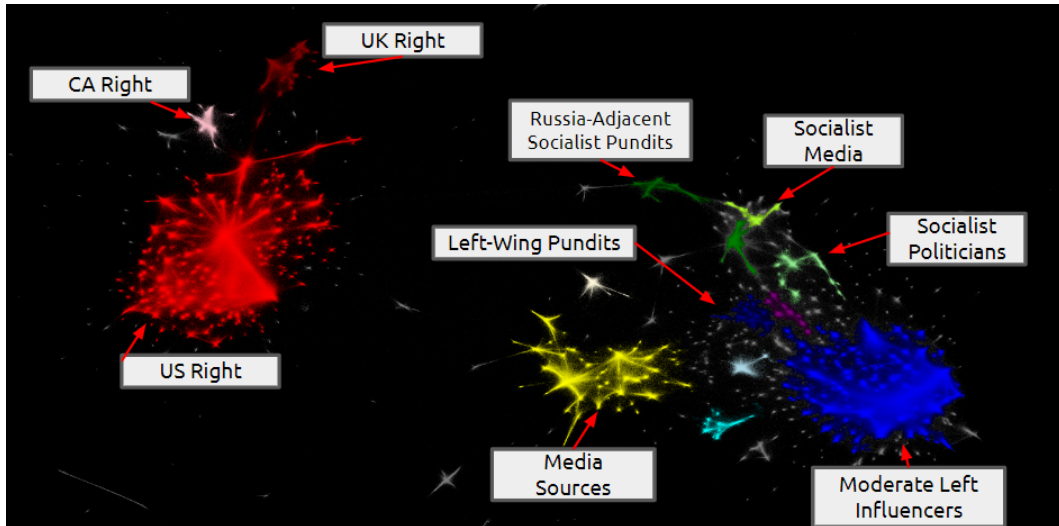 UK Right
CA Right
Russia-Adjacent
Socialist Pundits
Socialist
Media
Left-Wing Pundits
Socialist
Politicians
US Right
Media
Sources
Moderate Left
Influencers